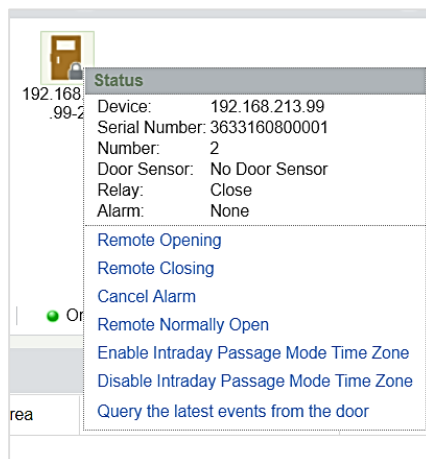 192.168
.99-2
Status
Device: 192.168.213.99
Serial Number: 3633160800001
Number: 2
Door Sensor: No Door Sensor
Relay: Close
Alarm: None
Remote Opening
Remote Closing
Cancel Alarm
Remote Normally Open
Enable Intraday Passage Mode Time Zone
Disable Intraday Passage Mode Time Zone
Query the latest events from the door
rea